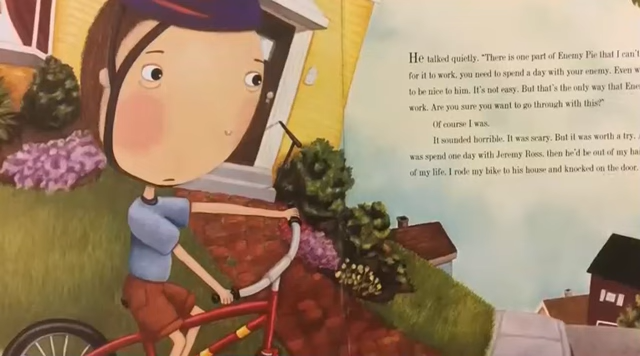 He talked quietly. "There is one part of Enemy Pie that I can't
for it to work, you need to spend a day with your enemy. Even w
to be nice to him. It's not easy. But that's the only way that Ene
work. Are you sure you want to go through with this?"
Of course I was.
It sounded horrible. It was scary. But it was worth a try.
was spend one day with Jeremy Ross, then he'd be out of my ha
of my life. I rode my bike to his house and knocked on the door.